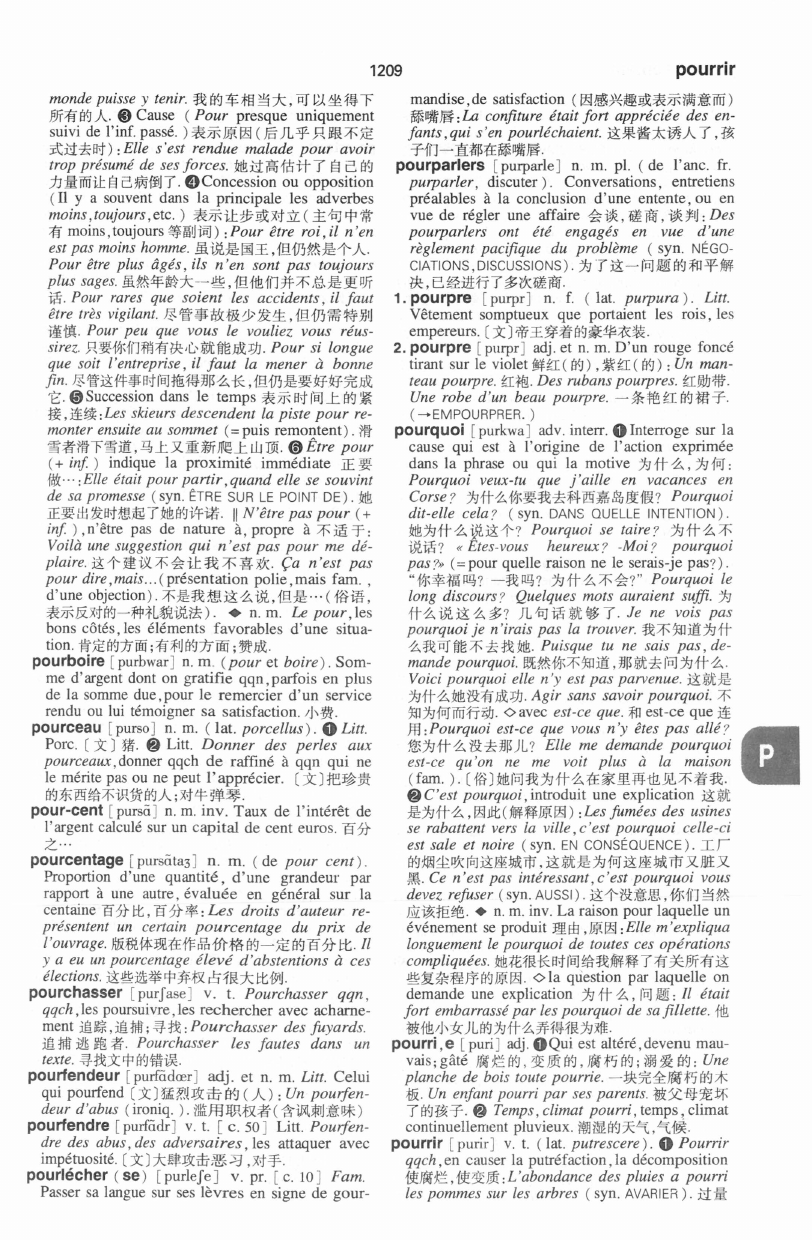 1209
pourrir
monde puisse y tenir. 我的车相当大,可以坐得下
所有的人. ❸ Cause ( Pour presque uniquement
suivi de l'inf. passé. )表示原因(后几乎只跟不定
式过去时):Elle s'est rendue malade pour avoir
trop présumé de ses forces. 她过高估计了自己的
力量而让自己病倒了. ❹Concession ou opposition
(Il y a souvent dans la principale les adverbes
moins,toujours,etc. ) 表示让步或对立(主句中常
有 moins,toujours 等副词):Pour être roi,il n'en
est pas moins homme. 虽说是国王,但仍然是个人.
Pour être plus âgés,ils n'en sont pas toujours
plus sages. 虽然年龄大一些,但他们并不总是更听
话. Pour rares que soient les accidents, il faut
être très vigilant. 尽管事故极少发生,但仍需特别
谨慎. Pour peu que vous le vouliez vous réus-
sirez. 只要你们稍有决心就能成功. Pour si longue
que soit l'entreprise, il faut la mener à bonne
fin. 尽管这件事时间拖得那么长,但仍是要好好完成
它. ❺Succession dans le temps 表示时间上的紧
接,连续:Les skieurs descendent la piste pour re-
monter ensuite au sommet (=puis remontent). 滑
雪者滑下雪道,马上又重新爬上山顶. ❻ Être pour
(+ inf. ) indique la proximité immédiate 正要
做…:Elle était pour partir,quand elle se souvint
de sa promesse (syn. ÊTRE SUR LE POINT DE). 她
正要出发时想起了她的许诺. ‖ N'être pas pour (+
inf. ),n'être pas de nature à, propre à 不适于:
Voilà une suggestion qui n'est pas pour me dé-
plaire. 这个建议不会让我不喜欢. Ça n'est pas
pour dire,mais...(présentation polie,mais fam. ,
d'une objection). 不是我想这么说,但是…(俗语,
表示反对的一种礼貌说法). ◆ n. m. Le pour,les
bons côtés,les éléments favorables d'une situa-
tion. 肯定的方面;有利的方面;赞成.
pourboire [purbwar] n. m. (pour et boire). Som-
me d'argent dont on gratifie qqn,parfois en plus
de la somme due,pour le remercier d'un service
rendu ou lui témoigner sa satisfaction. 小费.
pourceau [purso] n. m. ( lat. porcellus). ❶ Litt.
Porc. [文] 猪. ❷ Litt. Donner des perles aux
pourceaux,donner qqch de raffiné à qqn qui ne
le mérite pas ou ne peut l'apprécier. [文]把珍贵
的东西给不识货的人;对牛弹琴.
pour-cent [pursɑ̃] n. m. inv. Taux de l'intérêt de
l'argent calculé sur un capital de cent euros. 百分
之…
pourcentage [pursɑ̃taʒ] n. m. ( de pour cent).
Proportion d'une quantité, d'une grandeur par
rapport à une autre, évaluée en général sur la
centaine 百分比,百分率:Les droits d'auteur re-
présentent un certain pourcentage du prix de
l'ouvrage. 版税体现在作品价格的一定的百分比. Il
y a eu un pourcentage élevé d'abstentions à ces
élections. 这些选举中弃权占很大比例.
pourchasser [purʃase] v. t. Pourchasser qqn,
qqch,les poursuivre,les rechercher avec acharne-
ment 追踪,追捕;寻找:Pourchasser des fuyards.
追捕逃跑者. Pourchasser les fautes dans un
texte. 寻找文中的错误.
pourfendeur [purfɑ̃dœr] adj. et n. m. Litt. Celui
qui pourfend [文]猛烈攻击的(人):Un pourfen-
deur d'abus (ironiq. ). 滥用职权者(含讽刺意味)
pourfendre [purfɑ̃dr] v. t. [ c. 50 ] Litt. Pourfen-
dre des abus,des adversaires, les attaquer avec
impétuosité. [文]大肆攻击恶习,对手.
pourlécher (se) [purleʃe] v. pr. [ c. 10 ] Fam.
Passer sa langue sur ses lèvres en signe de gour-
mandise,de satisfaction (因感兴趣或表示满意而)
舔嘴唇:La confiture était fort appréciée des en-
fants,qui s'en pourléchaient. 这果酱太诱人了,孩
子们一直都在舔嘴唇.
pourparlers [purparle] n. m. pl. ( de l'anc. fr.
purparler, discuter ). Conversations, entretiens
préalables à la conclusion d'une entente,ou en
vue de régler une affaire 会谈,磋商,谈判:Des
pourparlers ont été engagés en vue d'une
règlement pacifique du problème ( syn. NÉGO-
CIATIONS,DISCUSSIONS). 为了这一问题的和平解
决,已经进行了多次磋商.
1. pourpre [purpr] n. f. ( lat. purpura). Litt.
Vêtement somptueux que portaient les rois, les
empereurs. [文]帝王穿着的豪华衣装.
2. pourpre [purpr] adj. et n. m. D'un rouge foncé
tirant sur le violet 鲜红(的),紫红(的):Un man-
teau pourpre. 红袍. Des rubans pourpres. 红勋带.
Une robe d'un beau pourpre. 一条艳红的裙子.
(→EMPOURPRER. )
pourquoi [purkwa] adv. interr. ❶Interroge sur la
cause qui est à l'origine de l'action exprimée
dans la phrase ou qui la motive 为什么,为何:
Pourquoi veux-tu que j'aille en vacances en
Corse? 为什么你要我去科西嘉岛度假? Pourquoi
dit-elle cela? ( syn. DANS QUELLE INTENTION).
她为什么说这个? Pourquoi se taire? 为什么不
说话? « Êtes-vous heureux? -Moi? pourquoi
pas?» (=pour quelle raison ne le serais-je pas?).
“你幸福吗? —我吗? 为什么不会?” Pourquoi le
long discours? Quelques mots auraient suffi. 为
什么说这么多? 几句话就够了. Je ne vois pas
pourquoi je n'irais pas la trouver. 我不知道为什
么我可能不去找她. Puisque tu ne sais pas, de-
mande pourquoi. 既然你不知道,那就去问为什么.
Voici pourquoi elle n'y est pas parvenue. 这就是
为什么她没有成功. Agir sans savoir pourquoi. 不
知为何而行动. ◇avec est-ce que. 和 est-ce que 连
用:Pourquoi est-ce que vous n'y êtes pas allé?
您为什么没去那儿? Elle me demande pourquoi
est-ce qu'on ne me voit plus à la maison
(fam. ). [俗]她问我为什么在家里再也见不着我.
❷C'est pourquoi,introduit une explication 这就
是为什么,因此(解释原因):Les fumées des usines
se rabattent vers la ville,c'est pourquoi celle-ci
est sale et noire (syn. EN CONSÉQUENCE). 工厂
的烟尘吹向这座城市,这就是为何这座城市又脏又
黑. Ce n'est pas intéressant,c'est pourquoi vous
devez refuser (syn. AUSSI). 这个没意思,你们当然
应该拒绝. ◆ n. m. inv. La raison pour laquelle un
événement se produit 理由,原因:Elle m'expliqua
longuement le pourquoi de toutes ces opérations
compliquées. 她花很长时间给我解释了有关所有这
些复杂程序的原因. ◇la question par laquelle on
demande une explication 为什么,问题: Il était
fort embarrassé par les pourquoi de sa fillette. 他
被他小女儿的为什么弄得很为难.
P
pourri,e [puri] adj. ❶Qui est altéré,devenu mau-
vais;gâté 腐烂的,变质的,腐朽的;溺爱的: Une
planche de bois toute pourrie. 一块完全腐朽的木
板. Un enfant pourri par ses parents. 被父母宠坏
了的孩子. ❷ Temps,climat pourri,temps,climat
continuellement pluvieux. 潮湿的天气,气候.
pourrir [purir] v. t. ( lat. putrescere). ❶ Pourrir
qqch,en causer la putréfaction,la décomposition
使腐烂,使变质:L'abondance des pluies a pourri
les pommes sur les arbres ( syn. AVARIER). 过量